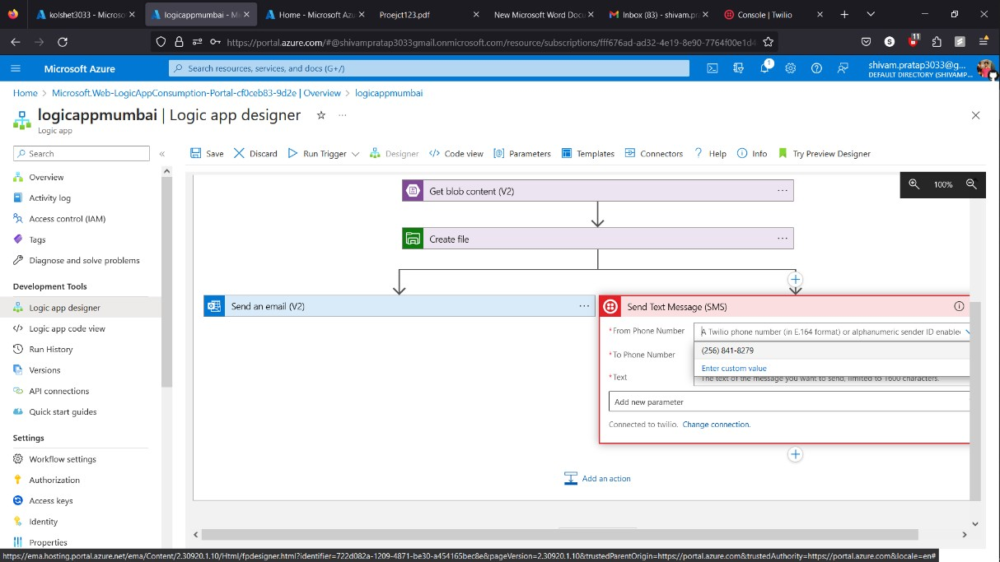 kolshet3033 - Microso
logicappmumbai - Mi
Home - Microsoft Az
Proejct123.pdf
New Microsoft Word Doc
Inbox (83) - shivam.pr
Console | Twilio
https://portal.azure.com/#@shivampratap3033gmail.onmicrosoft.com/resource/subscriptions/fff676ad-ad32-4e19-8e90-7764f00e1d4
11
Microsoft Azure
Search resources, services, and docs (G+/)
1
shivam.pratap3033@g...
DEFAULT DIRECTORY (SHIVAMP...
Home > Microsoft.Web-LogicAppConsumption-Portal-cf0ceb83-9d2e | Overview > logicappmumbai
logicappmumbai | Logic app designer
Logic app
Search
Save
Discard
Run Trigger
Designer
Code view
Parameters
Templates
Connectors
Help
Info
Try Preview Designer
Overview
Activity log
Access control (IAM)
Tags
Diagnose and solve problems
Development Tools
Logic app designer
Logic app code view
Run History
Versions
API connections
Quick start guides
Settings
Workflow settings
Authorization
Access keys
Identity
Properties
100%
Get blob content (V2)
Create file
Send an email (V2)
Send Text Message (SMS)
*From Phone Number
A Twilio phone number (in E.164 format) or alphanumeric sender ID enable
(256) 841-8279
*To Phone Number
Enter custom value
*Text
The text of the message you want to send, limited to 1600 characters.
Add new parameter
Connected to twilio. Change connection.
Add an action
https://ema.hosting.portal.azure.net/ema/Content/2.30920.1.10/Html/fpdesigner.html?identifier=722d082a-1209-4871-be30-a454165bec8e&pageVersion=2.30920.1.10&trustedParentOrigin=https://portal.azure.com&trustedAuthority=https://portal.azure.com&locale=en#